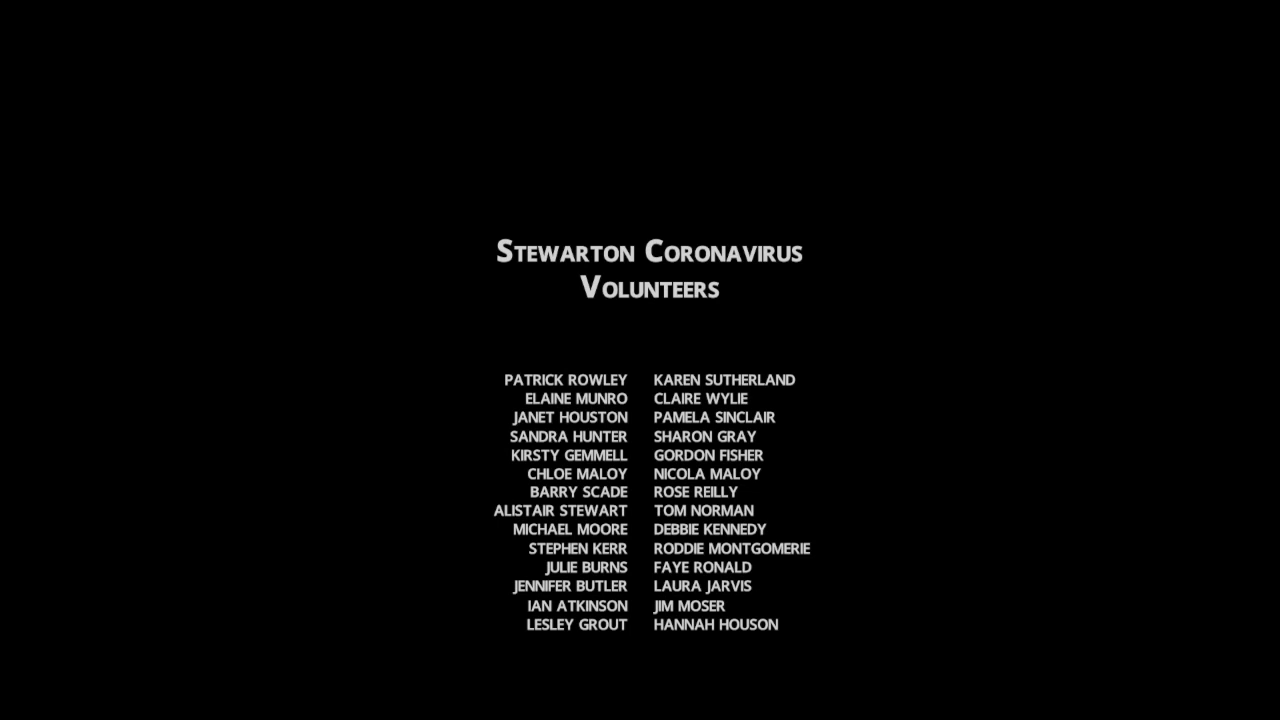 Stewarton Coronavirus
Volunteers
PATRICK ROWLEY KAREN SUTHERLAND
ELAINE MUNRO CLAIRE WYLIE
JANET HOUSTON PAMELA SINCLAIR
SANDRA HUNTER SHARON GRAY
KIRSTY GEMMELL GORDON FISHER
CHLOE MALOY NICOLA MALOY
BARRY SCADE ROSE REILLY
ALISTAIR STEWART TOM NORMAN
MICHAEL MOORE DEBBIE KENNEDY
STEPHEN KERR RODDIE MONTGOMERIE
JULIE BURNS FAYE RONALD
JENNIFER BUTLER LAURA JARVIS
IAN ATKINSON JIM MOSER
LESLEY GROUT HANNAH HOUSON